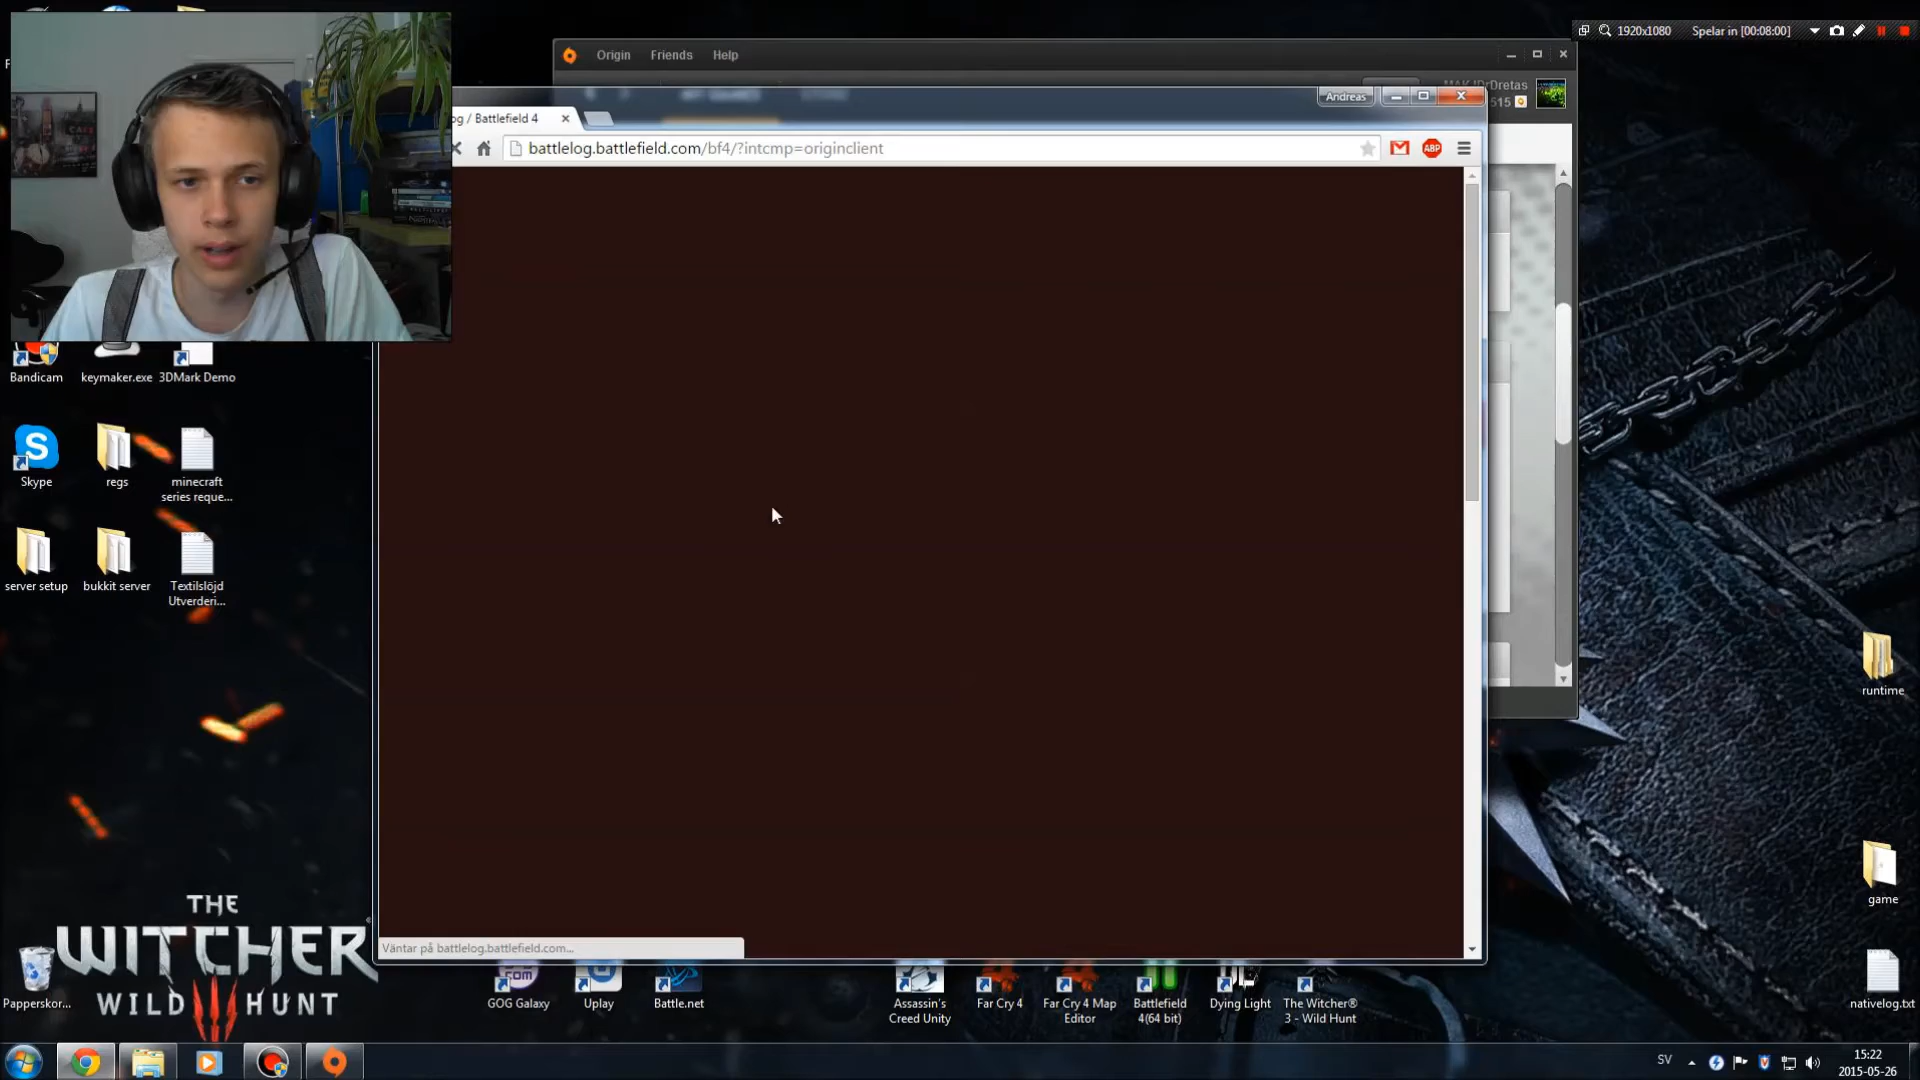 1920x1080
Spelar in [00:08:00]
Origin
Friends
Help
Andreas
515
og / Battlefield 4
battlelog.battlefield.com/bf4/?intcmp=originclient
ABP
Bandicam
keymaker.exe
3DMark Demo
Skype
regs
minecraft
series reque...
server setup
bukkit server
Textilslöjd
Utverderi...
runtime
game
nativelog.txt
THE
WITCHER
WILD HUNT
Papperskor...
Väntar på battlelog.battlefield.com...
GOG Galaxy
Uplay
Battle.net
Assassin's
Creed Unity
Far Cry 4
Far Cry 4 Map
Editor
Battlefield
4(64 bit)
Dying Light
The Witcher
3 - Wild Hunt
SV
15:22
2015-05-26